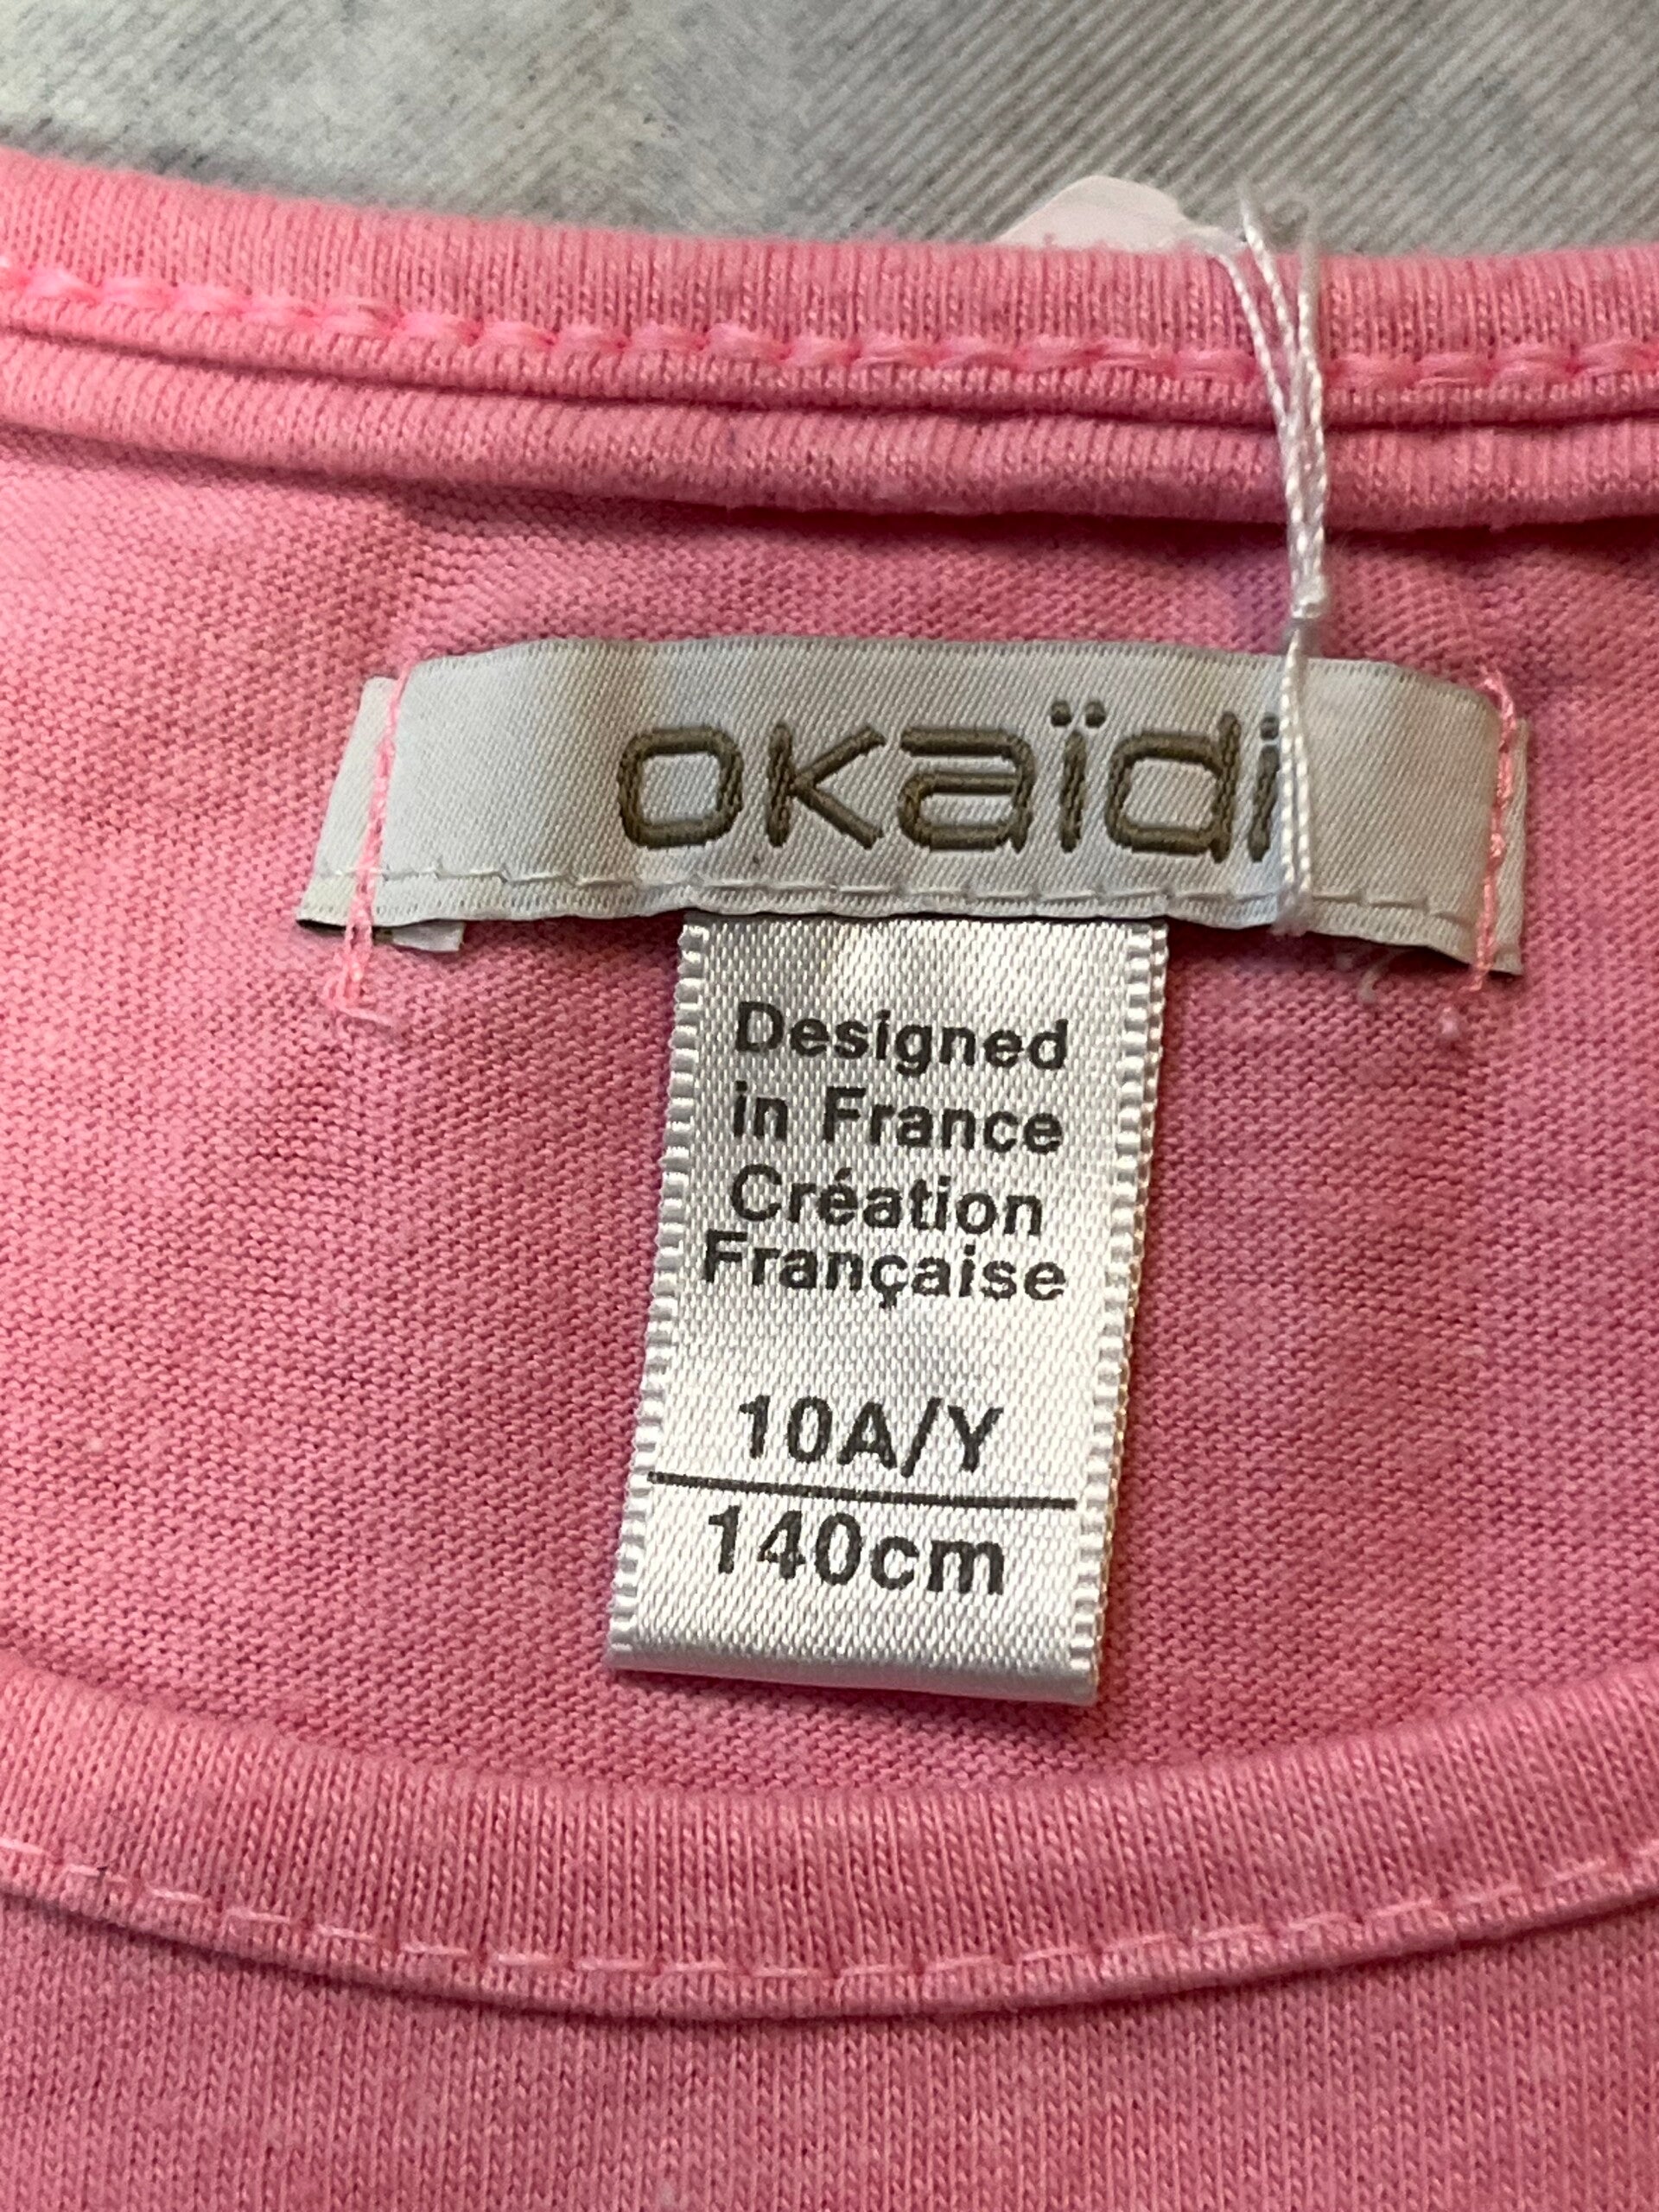 okaïdi
Designed
in France
Création
Française
10A/Y
140cm